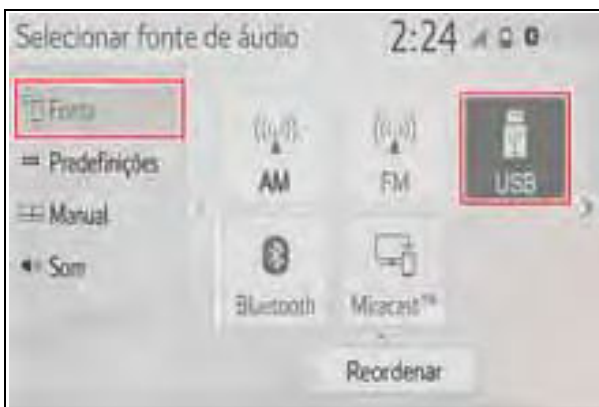 Selecionar fonte de áudio 2:24
Fonte
Predefinições
Manual
Som
AM
FM
USB
Bluetooth
Miracast™
Reordenar